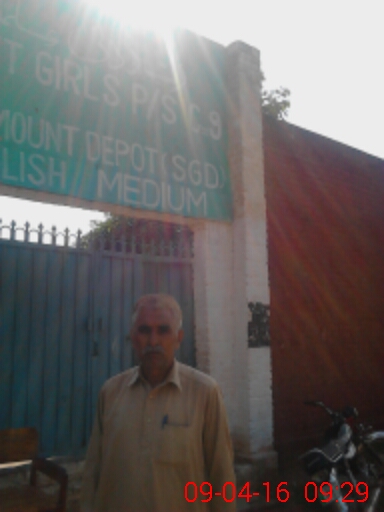 T GIRLS P/S C.9
MOUNT DEPOT (SGD)
LISH MEDIUM
09-04-16 09:29